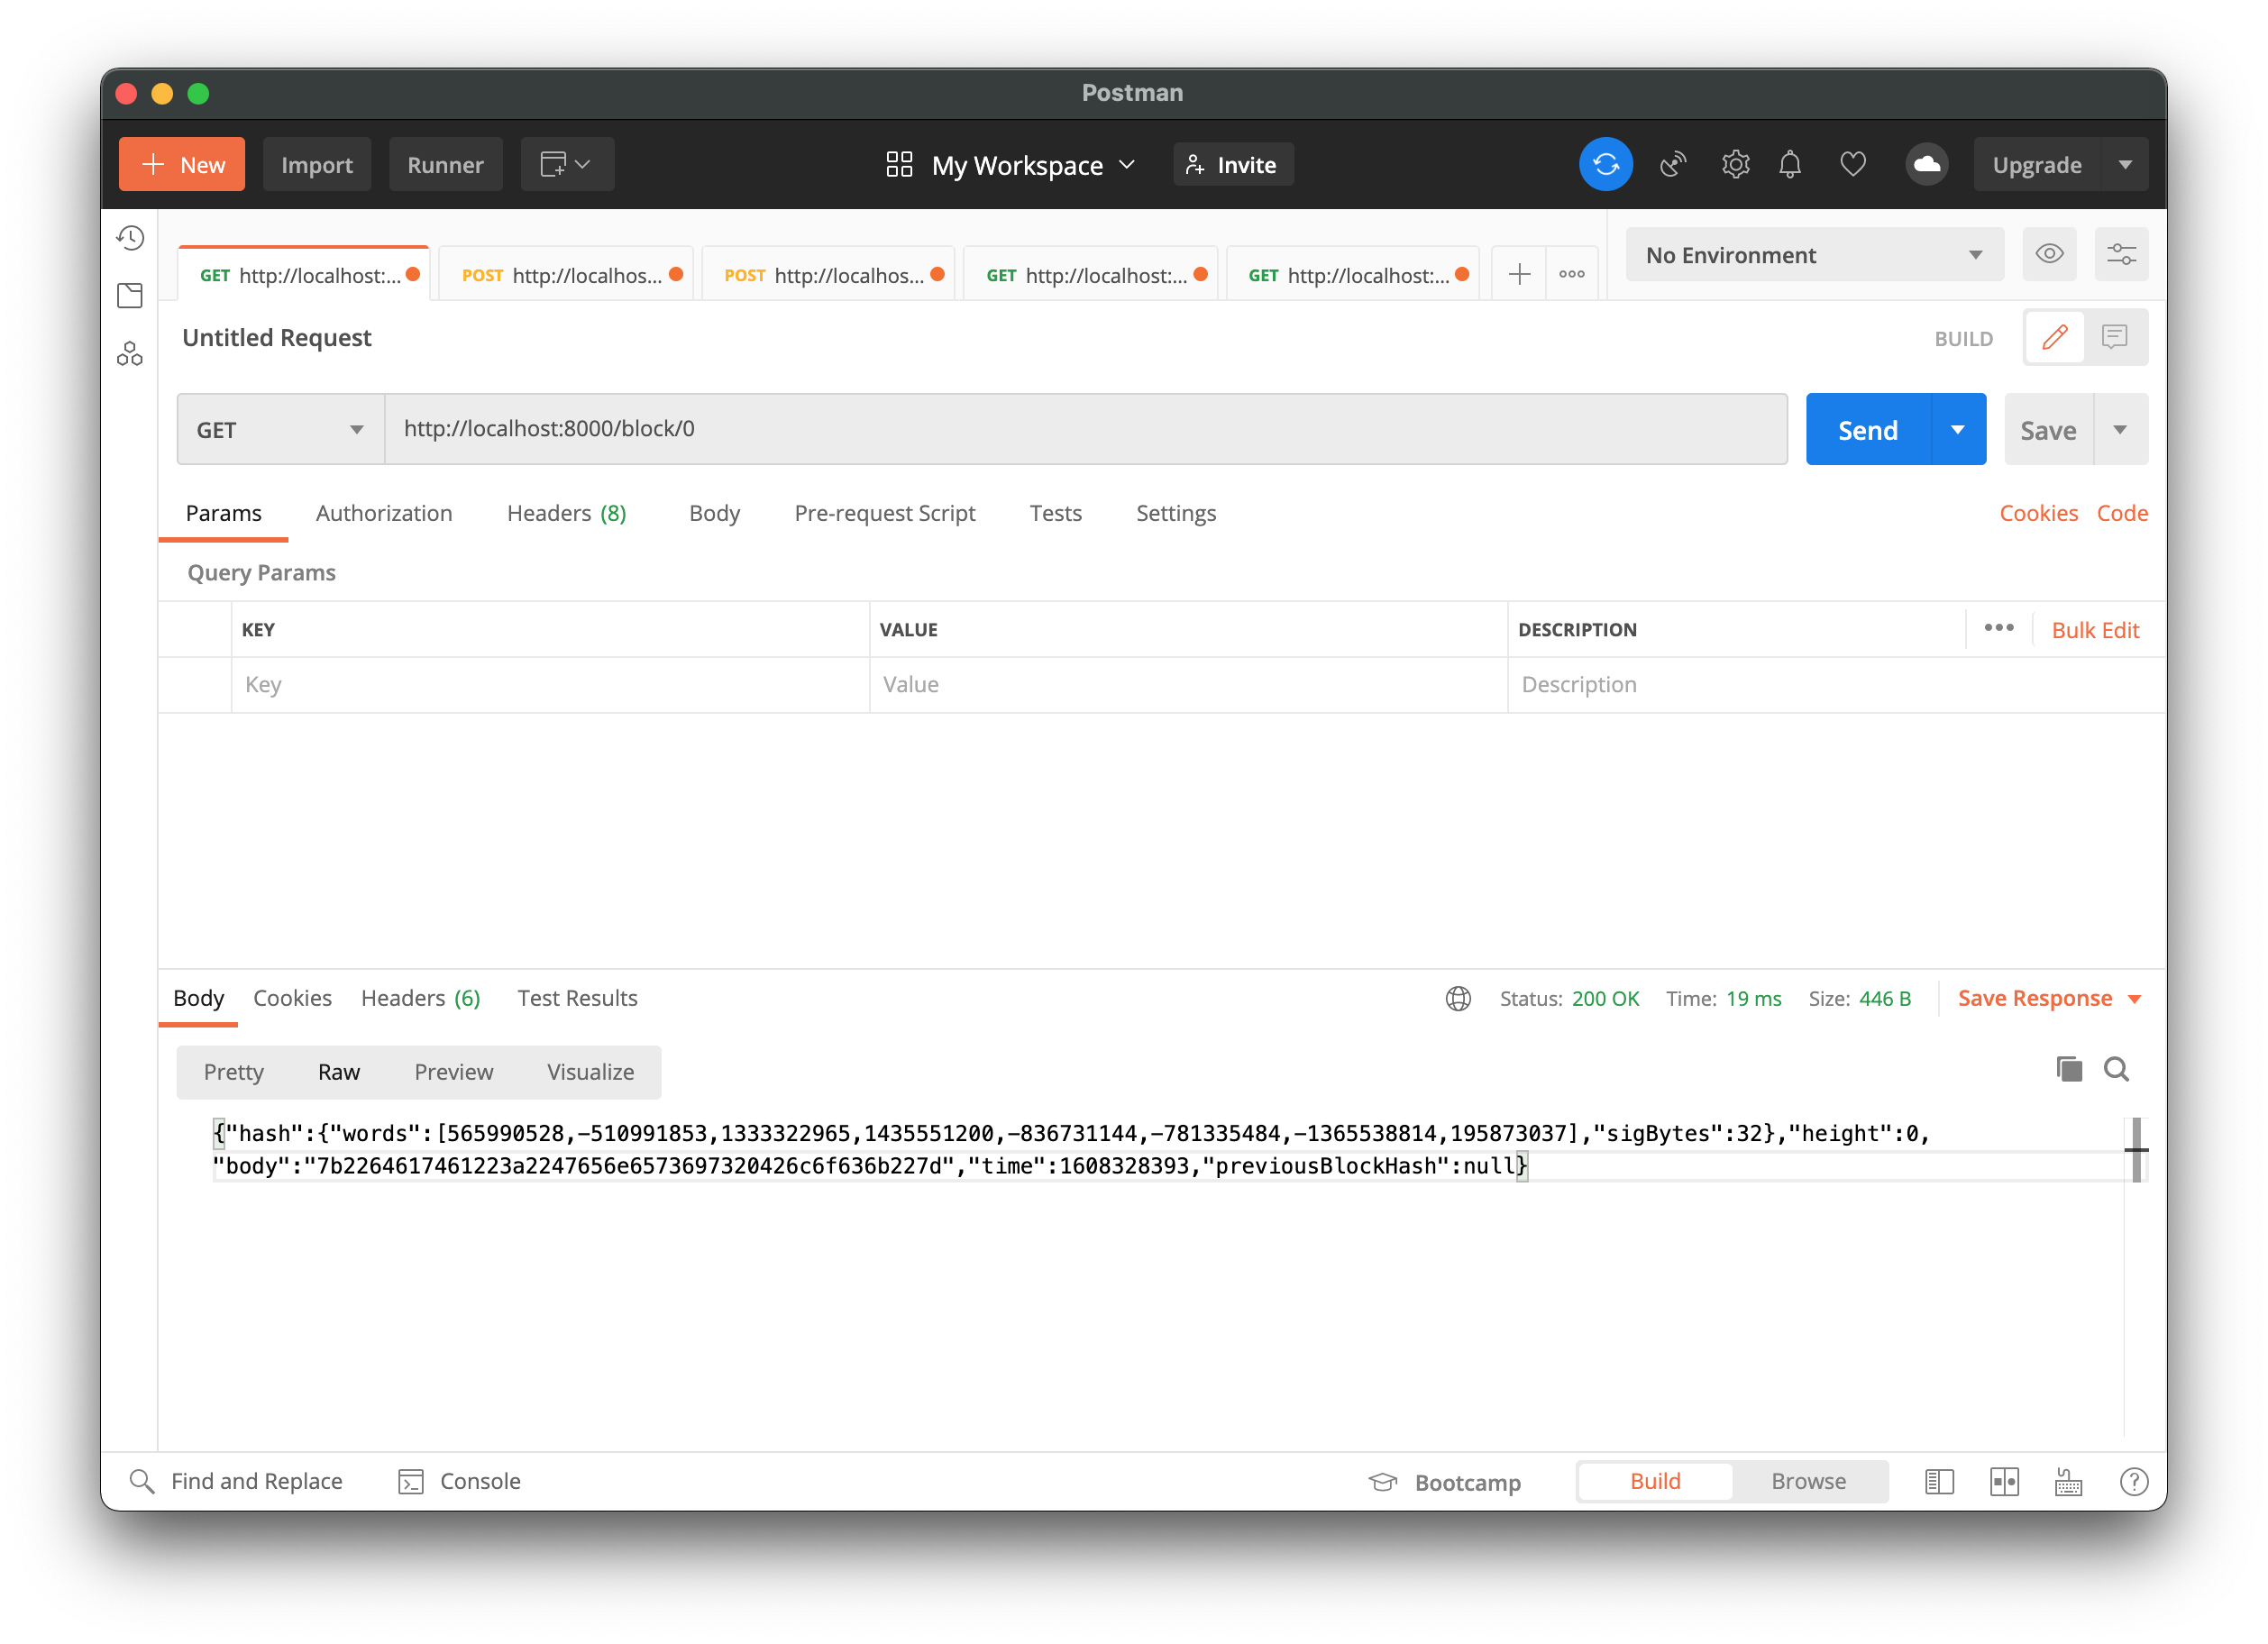 Postman
New Import Runner My Workspace Invite Upgrade
GET http://localhost:... POST http://localhos... POST http://localhos... GET http://localhost:... GET http://localhost:... No Environment
Untitled Request BUILD
GET http://localhost:8000/block/0 Send Save
Params Authorization Headers (8) Body Pre-request Script Tests Settings Cookies Code
Query Params
KEY VALUE DESCRIPTION Bulk Edit
Key Value Description
Body Cookies Headers (6) Test Results Status: 200 OK Time: 19 ms Size: 446 B Save Response
Pretty Raw Preview Visualize
{"hash":{"words":[565990528,-510991853,1333322965,1435551200,-836731144,-781335484,-1365538814,195873037],"sigBytes":32},"height":0,
"body":"7b2264617461223a2247656e6573697320426c6f636b227d","time":1608328393,"previousBlockHash":null}
Find and Replace Console Bootcamp Build Browse